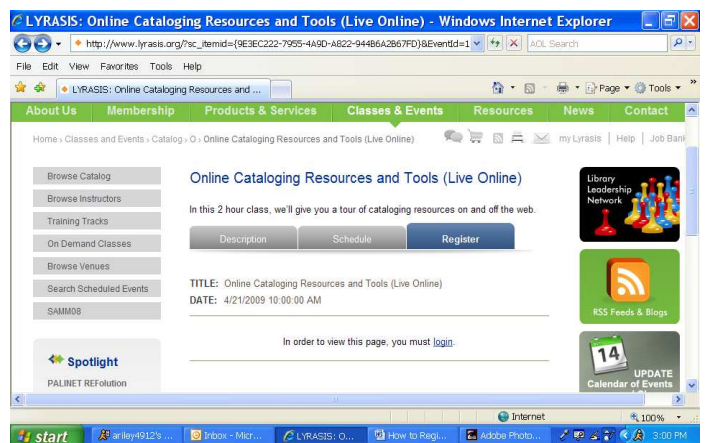 LYRASIS: Online Cataloging Resources and Tools (Live Online) - Windows Internet Explorer
http://www.lyrasis.org/?sc_itemid={9E3EC222-7955-4A9D-A822-944B6A2B67FD}&EventId=1
AOL Search
File Edit View Favorites Tools Help
LYRASIS: Online Cataloging Resources and ...
Page Tools »
About Us Membership Products & Services Classes & Events Resources News Contact
Home › Classes and Events › Catalog › O › Online Cataloging Resources and Tools (Live Online)
myLyrasis | Help | Job Bank
Browse Catalog
Browse Instructors
Training Tracks
On Demand Classes
Browse Venues
Search Scheduled Events
SAMM08
Spotlight
PALINET REFolution
Online Cataloging Resources and Tools (Live Online)
In this 2 hour class, we'll give you a tour of cataloging resources on and off the web.
Description Schedule Register
TITLE: Online Cataloging Resources and Tools (Live Online)
DATE: 4/21/2009 10:00:00 AM
In order to view this page, you must login.
Library
Leadership
Network
RSS Feeds & Blogs
14
UPDATE
Calendar of Events
Internet
100%
start
ariley4912's ...
Inbox - Micr...
LYRASIS: O...
How to Regi...
Adobe Photo...
3:00 PM